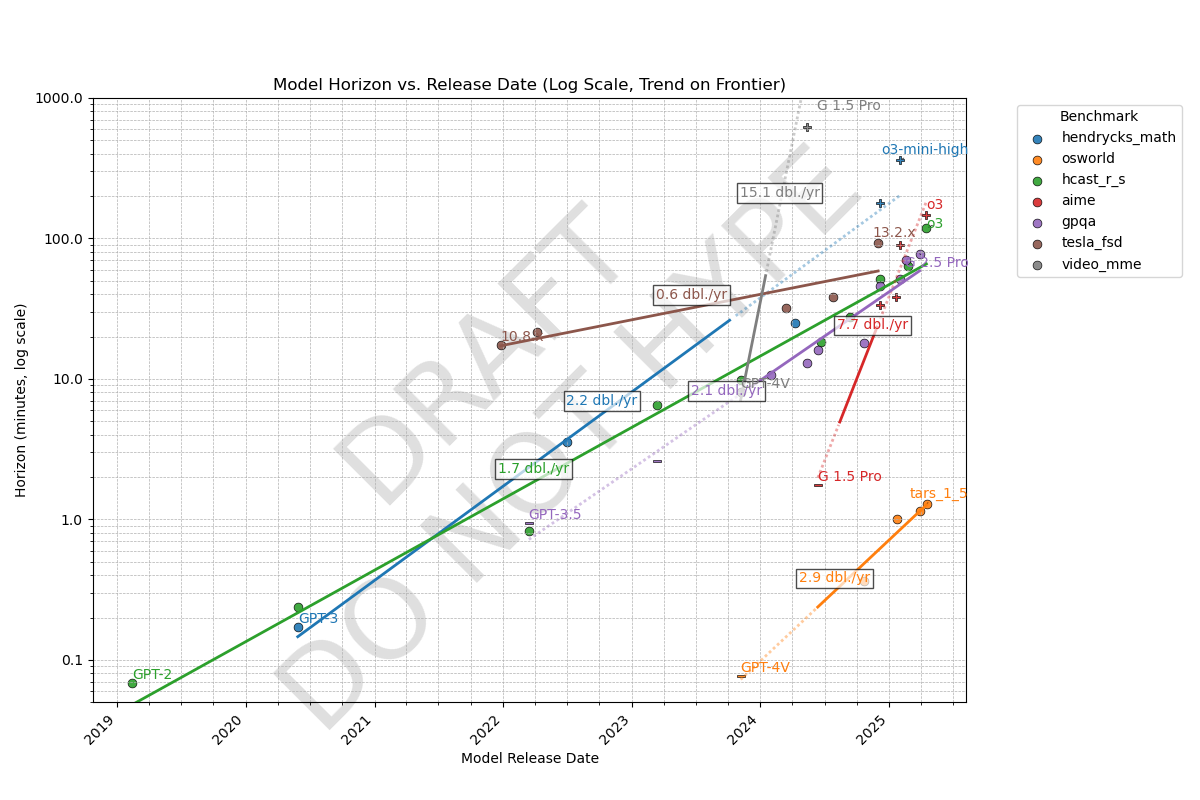 Model Horizon vs. Release Date (Log Scale, Trend on Frontier)
Horizon (minutes, log scale)
1000.0
100.0
10.0
1.0
0.1
G 1.5 Pro
o3-mini-high
15.1 dbl./yr
o3
o3
13.2.x
2.5 Pro
0.6 dbl./yr
10.8.x
7.7 dbl./yr
GPT-4V
2.1 dbl./yr
2.2 dbl./yr
1.7 dbl./yr
G 1.5 Pro
tars_1_5
GPT-3.5
2.9 dbl./yr
GPT-3
GPT-2
GPT-4V
DRAFT
DO NOT HYPE
2019
2020
2021
2022
2023
2024
2025
Model Release Date
Benchmark
hendrycks_math
osworld
hcast_r_s
aime
gpqa
tesla_fsd
video_mme